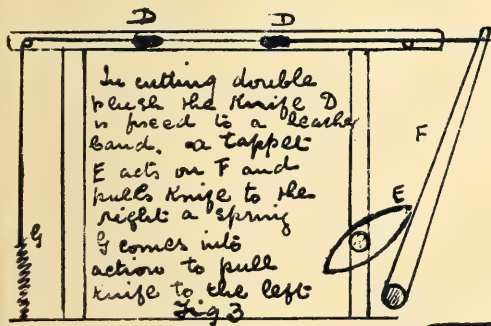 D D
In cutting double
plush the Knife D
is fixed to a leather
band. a tappet
E acts on F and
pulls Knife to the
right a spring
G comes into
action to pull
Knife to the left
Fig 3
F
E
G